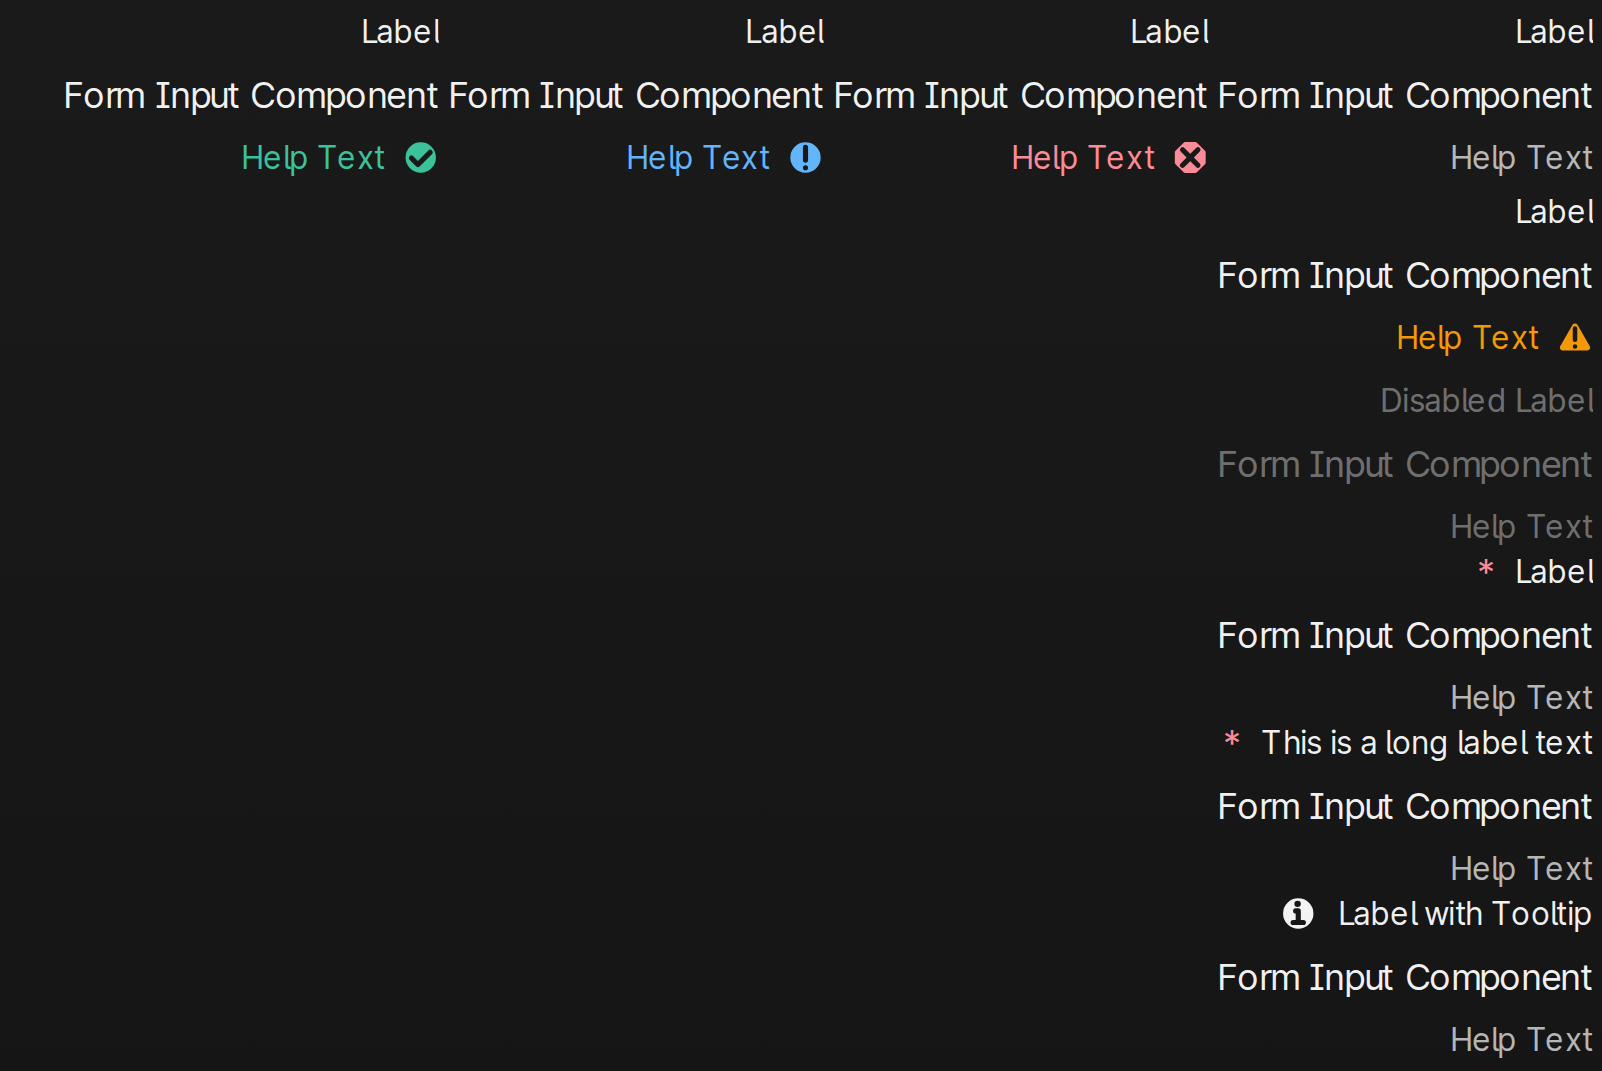 Label Label Label Label
Form Input Component Form Input Component Form Input Component Form Input Component
Help Text Help Text Help Text Help Text
Label
Form Input Component
Help Text
Disabled Label
Form Input Component
Help Text
* Label
Form Input Component
Help Text
* This is a long label text
Form Input Component
Help Text
Label with Tooltip
Form Input Component
Help Text